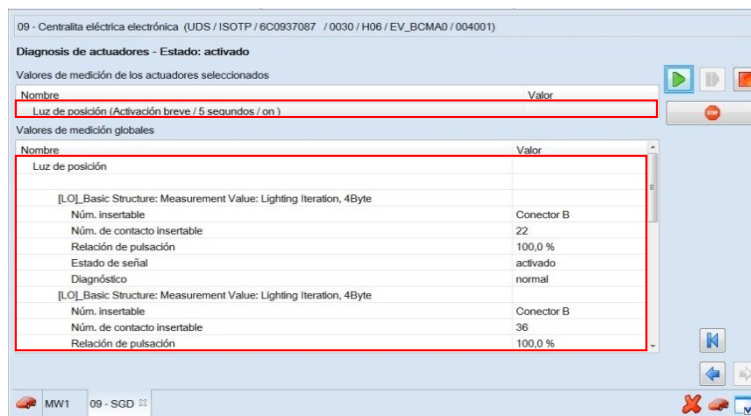 09 - Centralita eléctrica electrónica (UDS / ISOTP / 6C0937087 / 0030 / H06 / EV_BCMA0 / 004001)
Diagnosis de actuadores - Estado: activado
Valores de medición de los actuadores seleccionados
Nombre Valor
Luz de posición (Activación breve / 5 segundos / on )
STOP
Valores de medición globales
Nombre Valor
Luz de posición
[LO]_Basic Structure: Measurement Value: Lighting Iteration, 4Byte
Núm. insertable Conector B
Núm. de contacto insertable 22
Relación de pulsación 100,0 %
Estado de señal activado
Diagnóstico normal
[LO]_Basic Structure: Measurement Value: Lighting Iteration, 4Byte
Núm. insertable Conector B
Núm. de contacto insertable 36
Relación de pulsación 100,0 %
MW1 09 - SGD